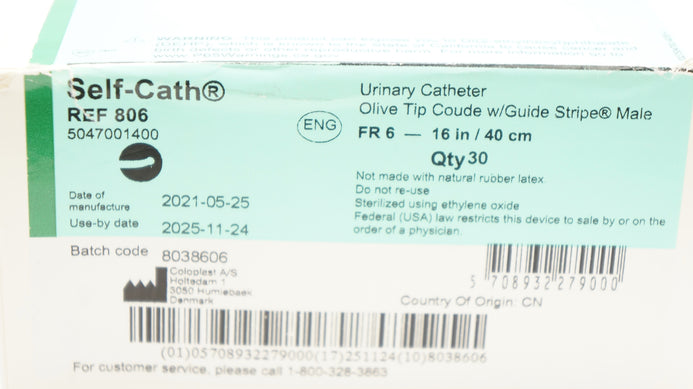 WARNING:
Self-Cath®
REF 806
5047001400
ENG
Urinary Catheter
Olive Tip Coude w/Guide Stripe® Male
FR 6 — 16 in / 40 cm
Qty 30
Not made with natural rubber latex.
Do not re-use
Sterilized using ethylene oxide
Federal (USA) law restricts this device to sale by or on the
order of a physician.
Date of
manufacture 2021-05-25
Use-by date 2025-11-24
Batch code 8038606
Coloplast A/S
Holtedam 1
3050 Humlebaek
Denmark
5 708932 279000
Country Of Origin: CN
(01)05708932279000(17)251124(10)8038606
For customer service, please call 1-800-328-3863